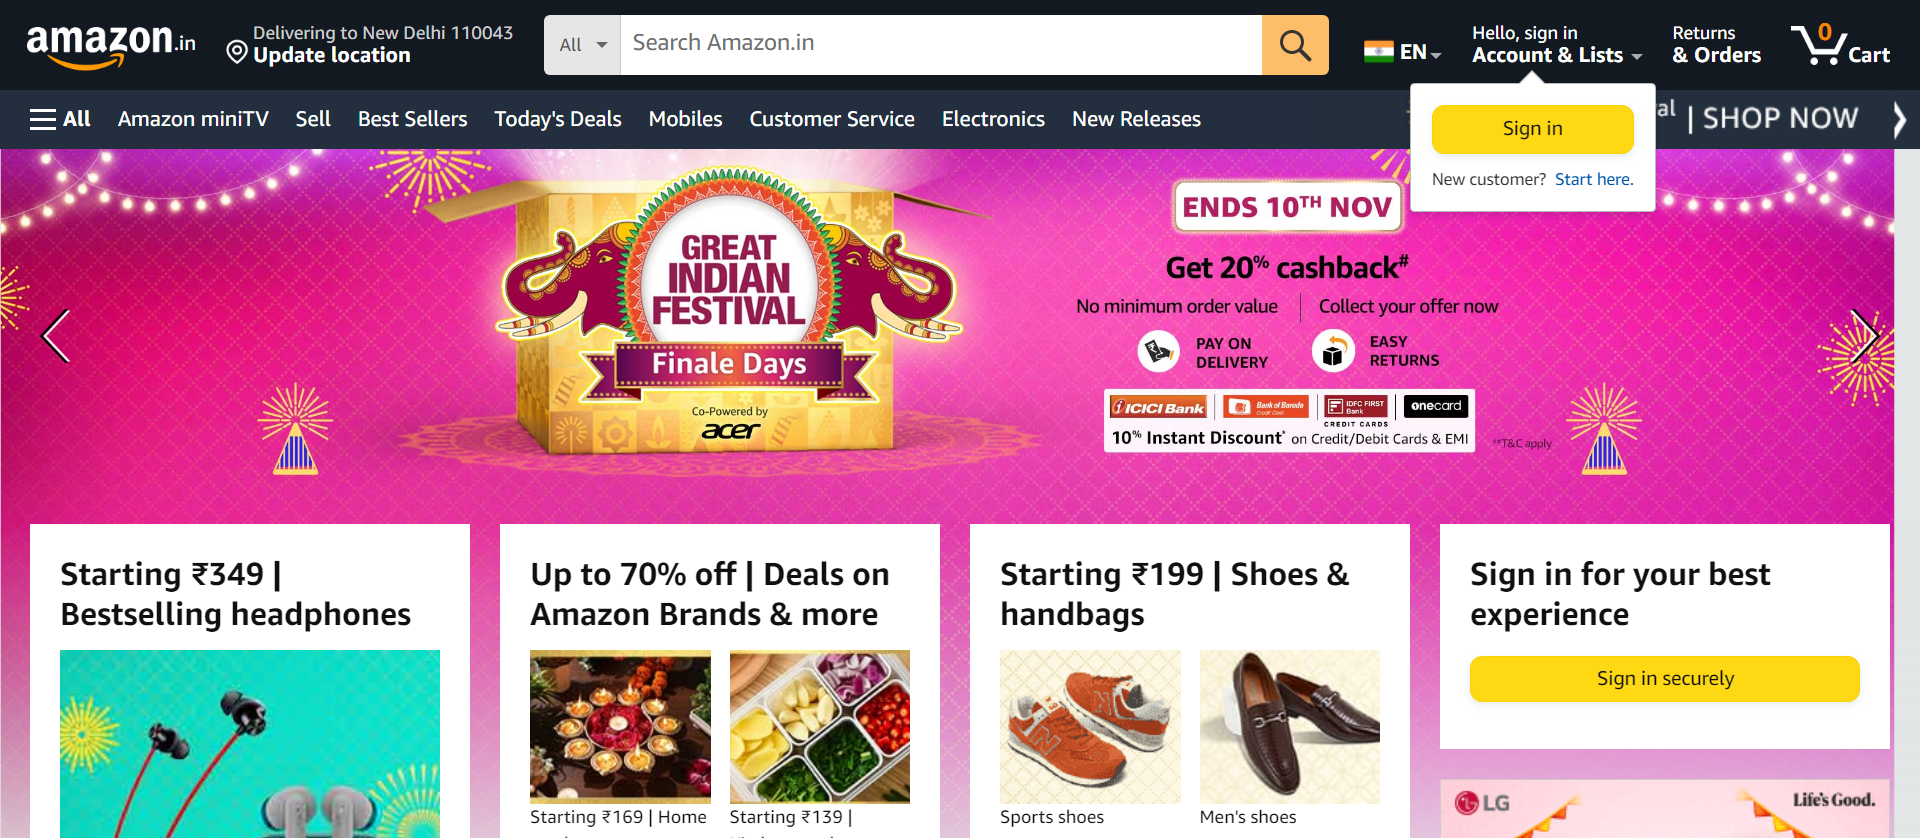 amazon.in
Delivering to New Delhi 110043
Update location
All
Search Amazon.in
EN
Hello, sign in
Account & Lists
Returns
& Orders
0
Cart
All
Amazon miniTV
Sell
Best Sellers
Today's Deals
Mobiles
Customer Service
Electronics
New Releases
| SHOP NOW
Sign in
New customer? Start here.
GREAT
INDIAN
FESTIVAL
Finale Days
Co-Powered by
acer
ENDS 10TH NOV
Get 20% cashback#
No minimum order value
Collect your offer now
PAY ON
DELIVERY
EASY
RETURNS
ICICI Bank
Bank of Baroda
Credit Card
IDFC FIRST
Bank
CREDIT CARDS
onecard
10% Instant Discount* on Credit/Debit Cards & EMI
**T&C apply
Starting ₹349 |
Bestselling headphones
Up to 70% off | Deals on
Amazon Brands & more
Starting ₹169 | Home
Starting ₹139 |
Starting ₹199 | Shoes &
handbags
Sports shoes
Men's shoes
Sign in for your best
experience
Sign in securely
LG
Life's Good.